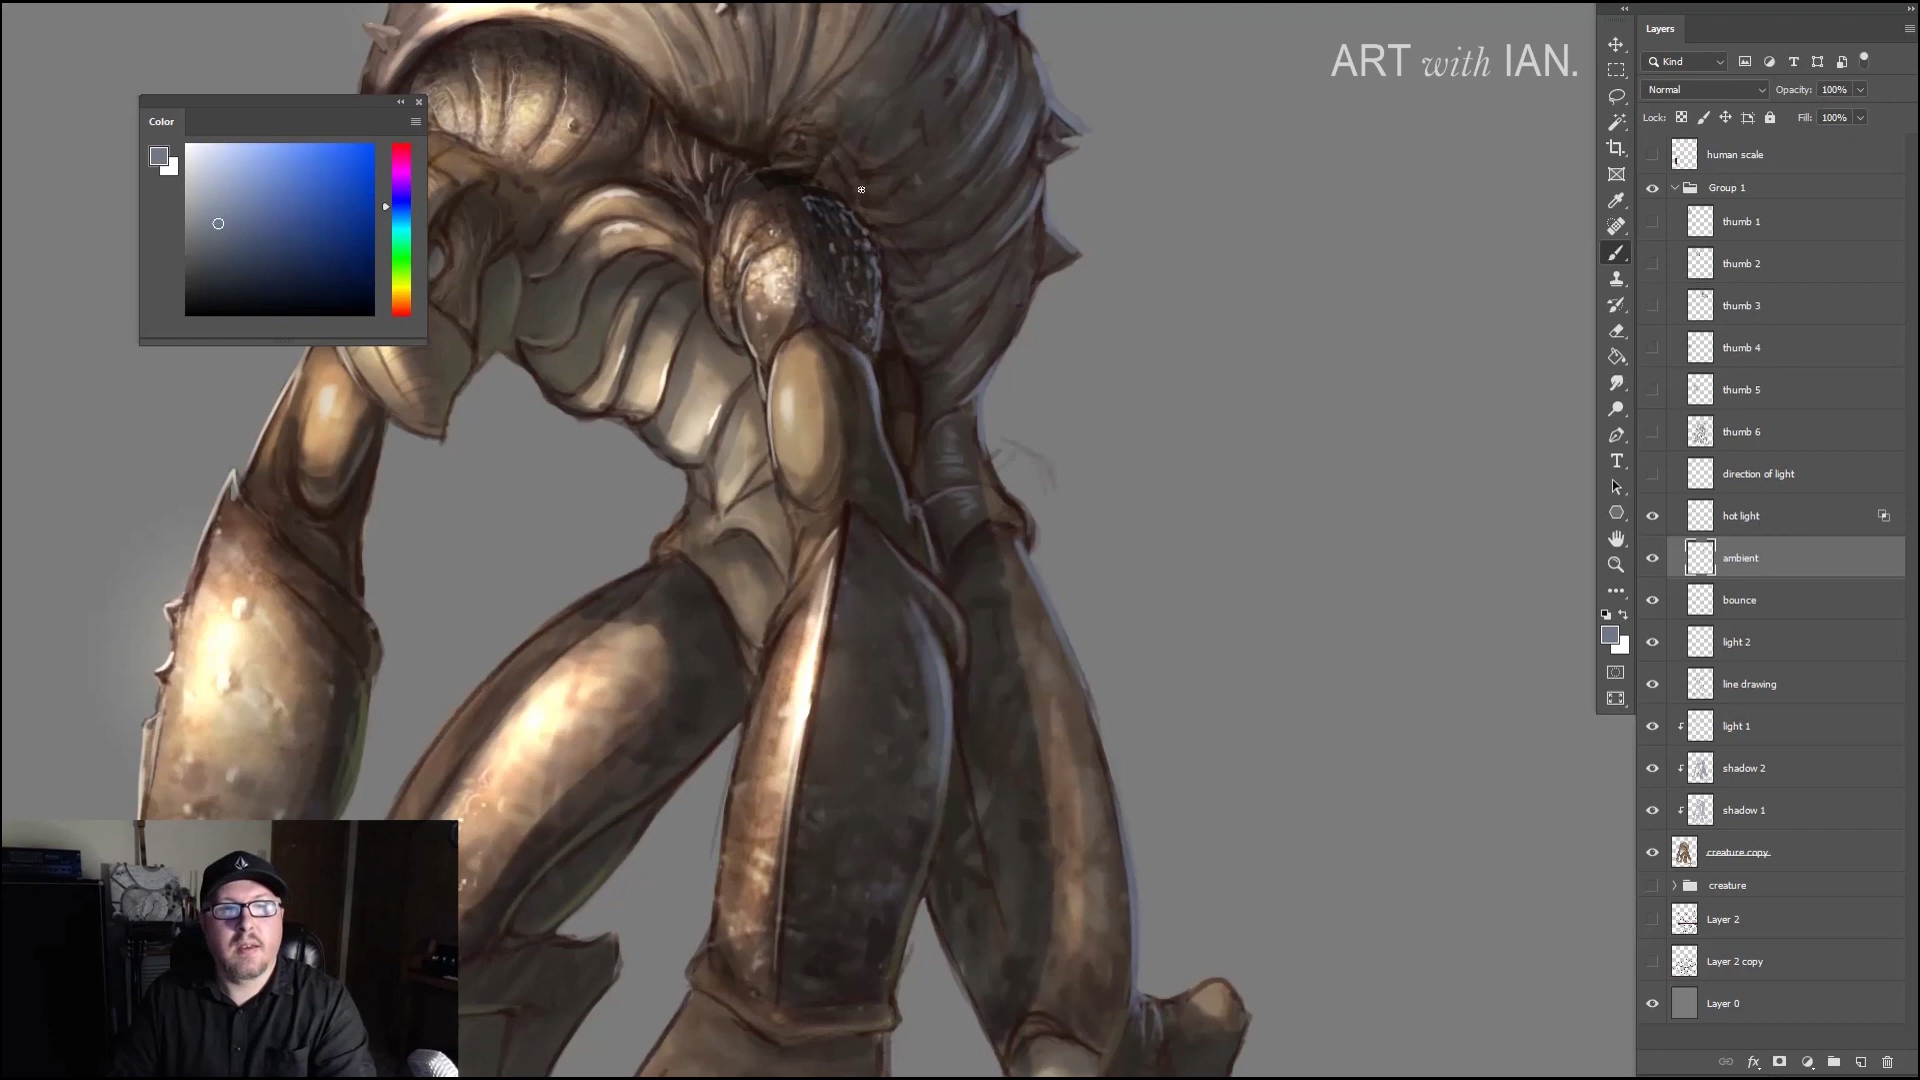 ART with IAN.
Color
Layers
Kind
Normal
Opacity: 100%
Lock:
Fill: 100%
human scale
Group 1
thumb 1
thumb 2
thumb 3
thumb 4
thumb 5
thumb 6
direction of light
hot light
ambient
bounce
light 2
line drawing
light 1
shadow 2
shadow 1
creature copy
creature
Layer 2
Layer 2 copy
Layer 0
fx